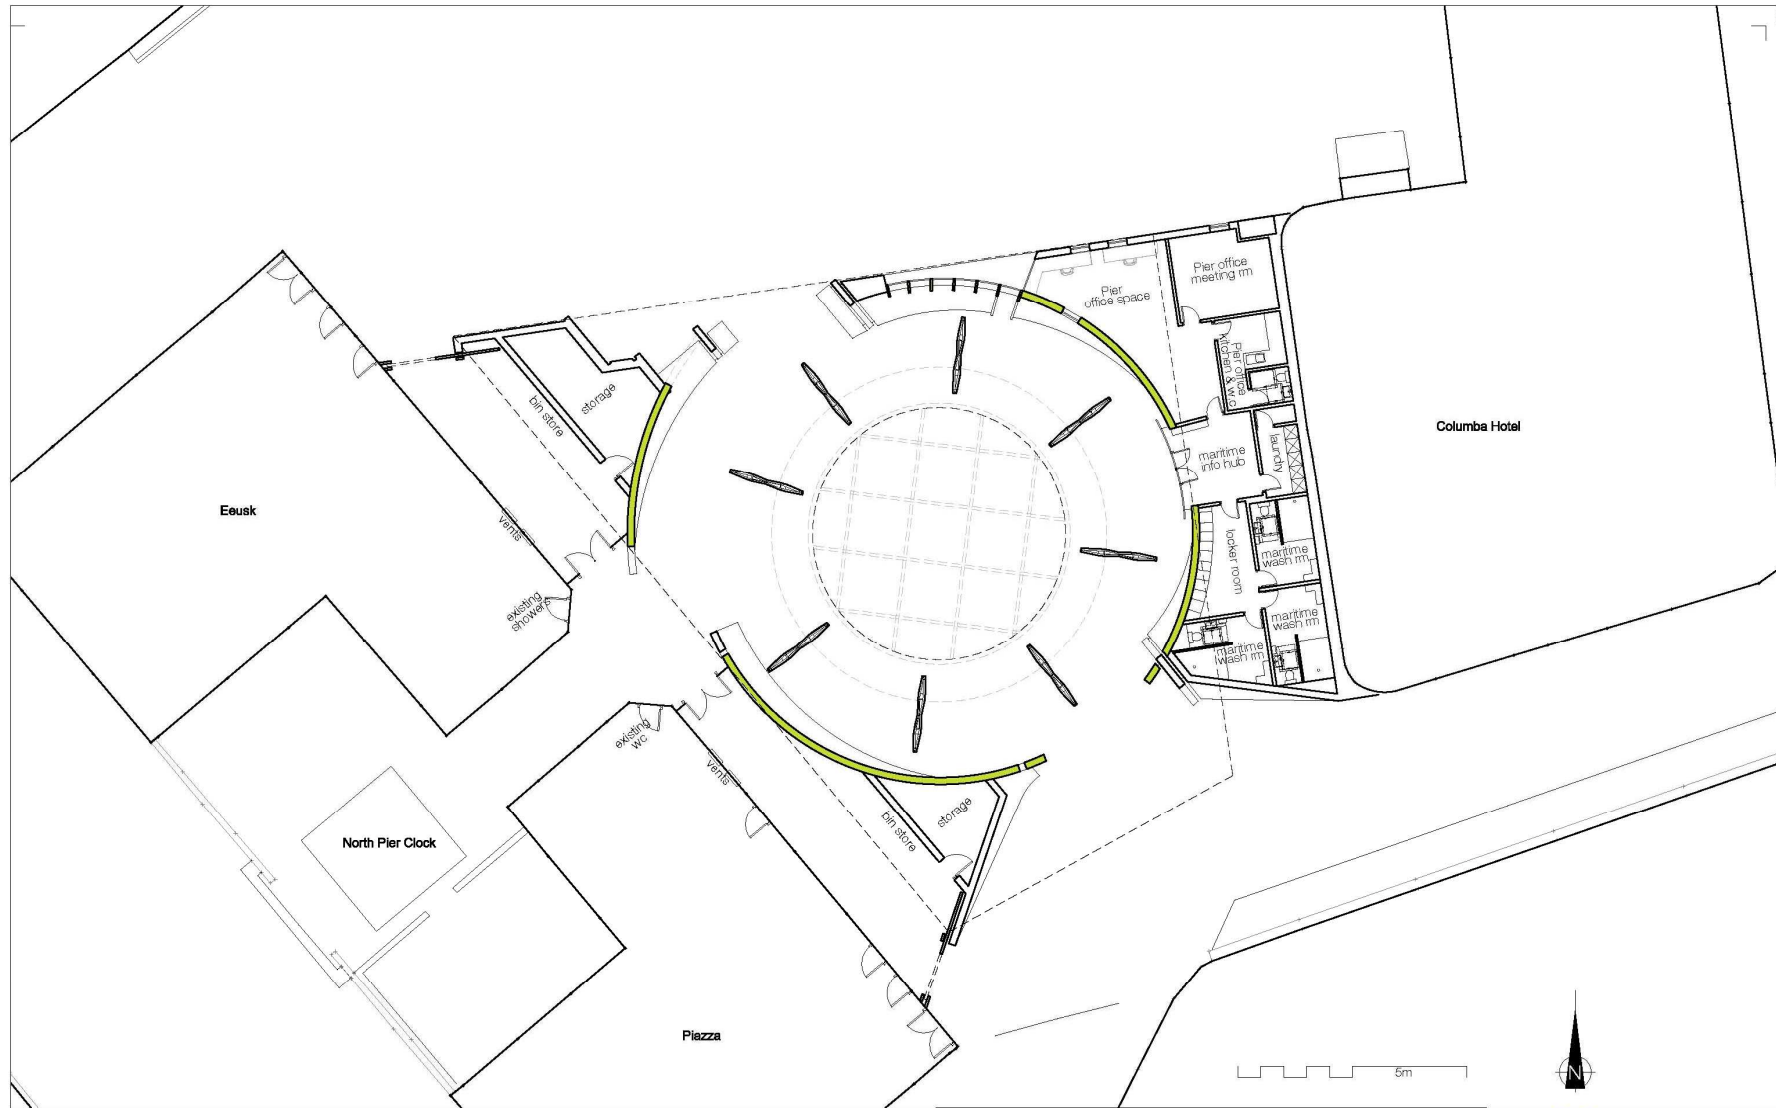 Pier office
meeting rm
Pier
office space
Pier office
kitchen & wc
storage
bin store
Columba Hotel
maritime
info hub
laundry
Eeusk
vents
locker room
maritime
wash rm
existing
showers
maritime
wash rm
maritime
wash rm
existing
wc
vents
storage
bin store
North Pier Clock
Piazza
5m
N